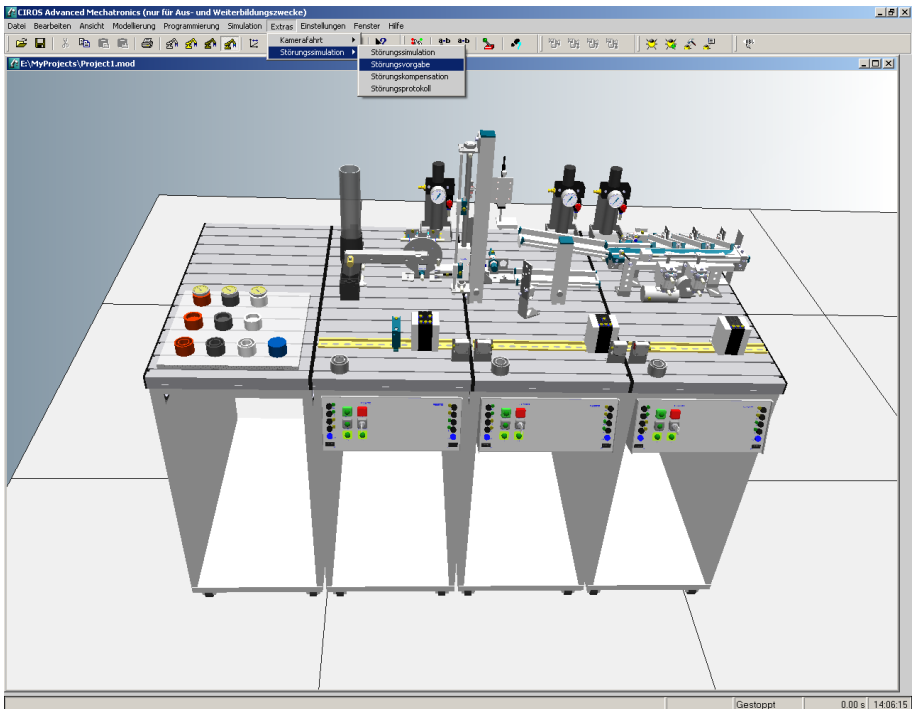 CIROS Advanced Mechatronics (nur für Aus- und Weiterbildungszwecke)
Datei Bearbeiten Ansicht Modellierung Programmierung Simulation Extras Einstellungen Fenster Hilfe
Kamerafahrt
Störungssimulation
Störungssimulation
Störungsvorgabe
Störungskompensation
Störungsprotokoll
E:\MyProjects\Project1.mod
Gestoppt 0.00 s 14:06:15